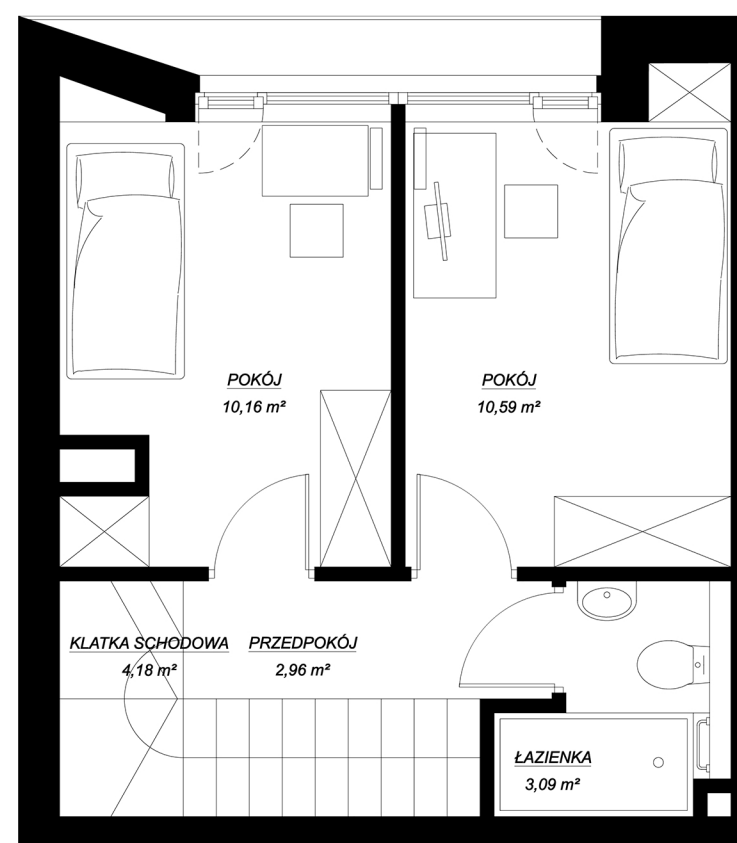 POKÓJ
10,16 m²
POKÓJ
10,59 m²
KLATKA SCHODOWA
4,18 m²
PRZEDPOKÓJ
2,96 m²
ŁAZIENKA
3,09 m²